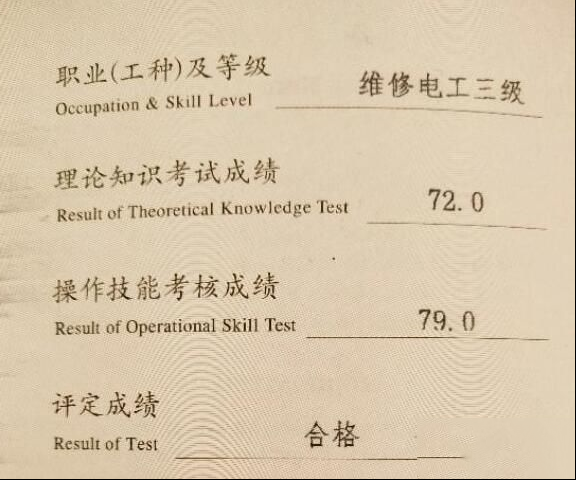 职业(工种)及等级 维修电工三级
Occupation & Skill Level
理论知识考试成绩 72.0
Result of Theoretical Knowledge Test
操作技能考核成绩 79.0
Result of Operational Skill Test
评定成绩 合格
Result of Test